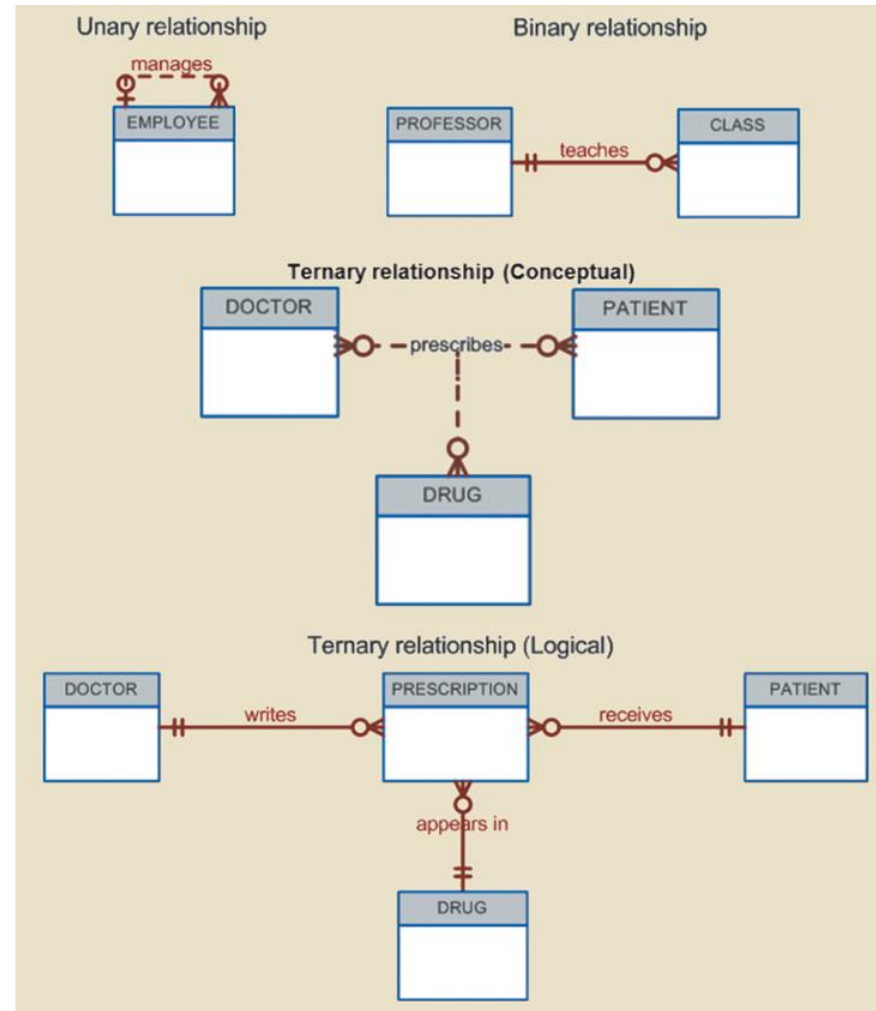 Unary relationship
Binary relationship
manages
EMPLOYEE
PROFESSOR
CLASS
teaches
Ternary relationship (Conceptual)
DOCTOR
PATIENT
prescribes
DRUG
Ternary relationship (Logical)
DOCTOR
PRESCRIPTION
PATIENT
writes
receives
appears in
DRUG